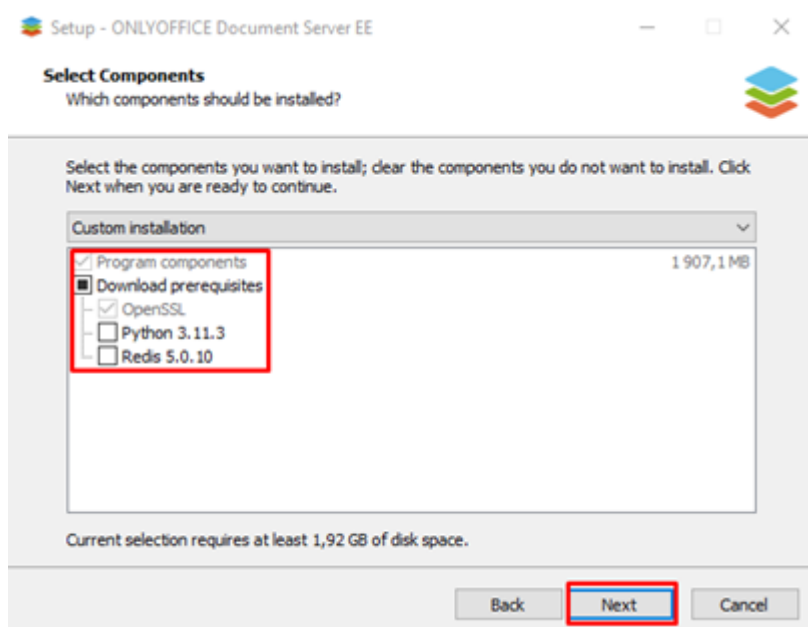 Setup - ONLYOFFICE Document Server EE
Select Components
Which components should be installed?
Select the components you want to install; clear the components you do not want to install. Click
Next when you are ready to continue.
Custom installation
Program components 1 907,1 MB
Download prerequisites
OpenSSL
Python 3.11.3
Redis 5.0.10
Current selection requires at least 1,92 GB of disk space.
Back Next Cancel